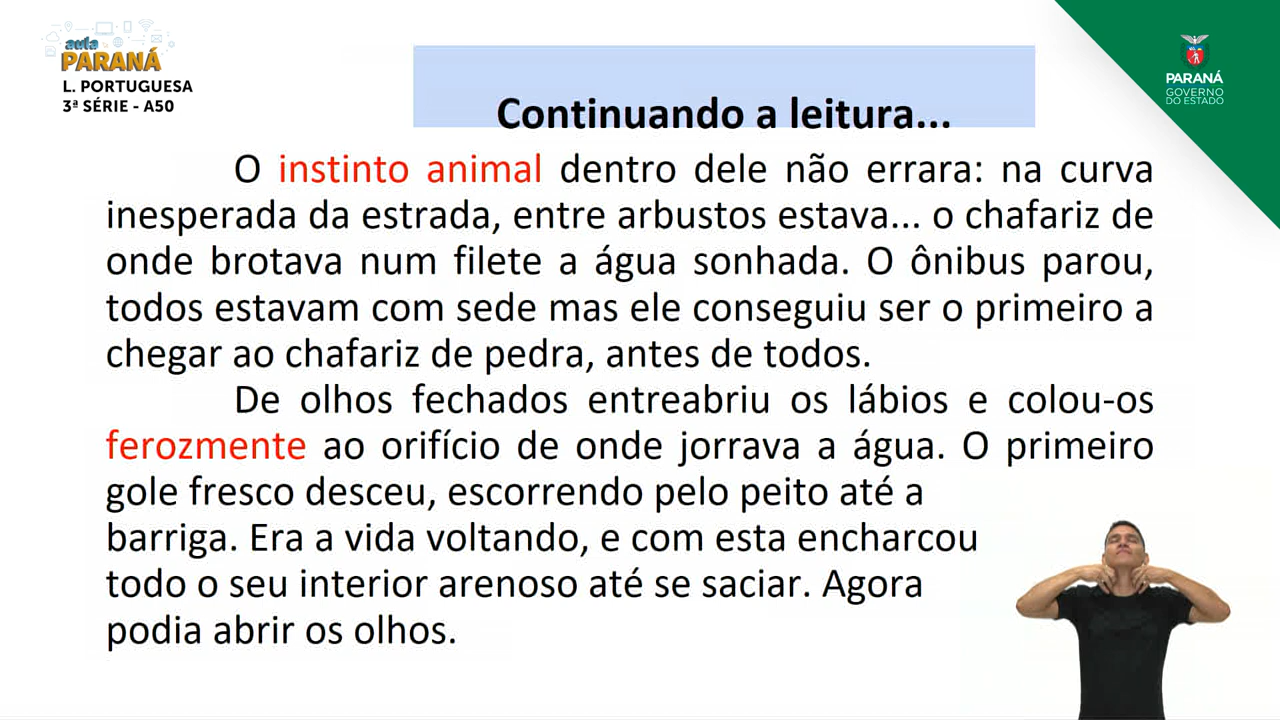 aula
PARANÁ
L. PORTUGUESA
3ª SÉRIE - A50
PARANÁ
GOVERNO
DO ESTADO
Continuando a leitura...
O instinto animal dentro dele não errara: na curva
inesperada da estrada, entre arbustos estava... o chafariz de
onde brotava num filete a água sonhada. O ônibus parou,
todos estavam com sede mas ele conseguiu ser o primeiro a
chegar ao chafariz de pedra, antes de todos.
De olhos fechados entreabriu os lábios e colou-os
ferozmente ao orifício de onde jorrava a água. O primeiro
gole fresco desceu, escorrendo pelo peito até a
barriga. Era a vida voltando, e com esta encharcou
todo o seu interior arenoso até se saciar. Agora
podia abrir os olhos.